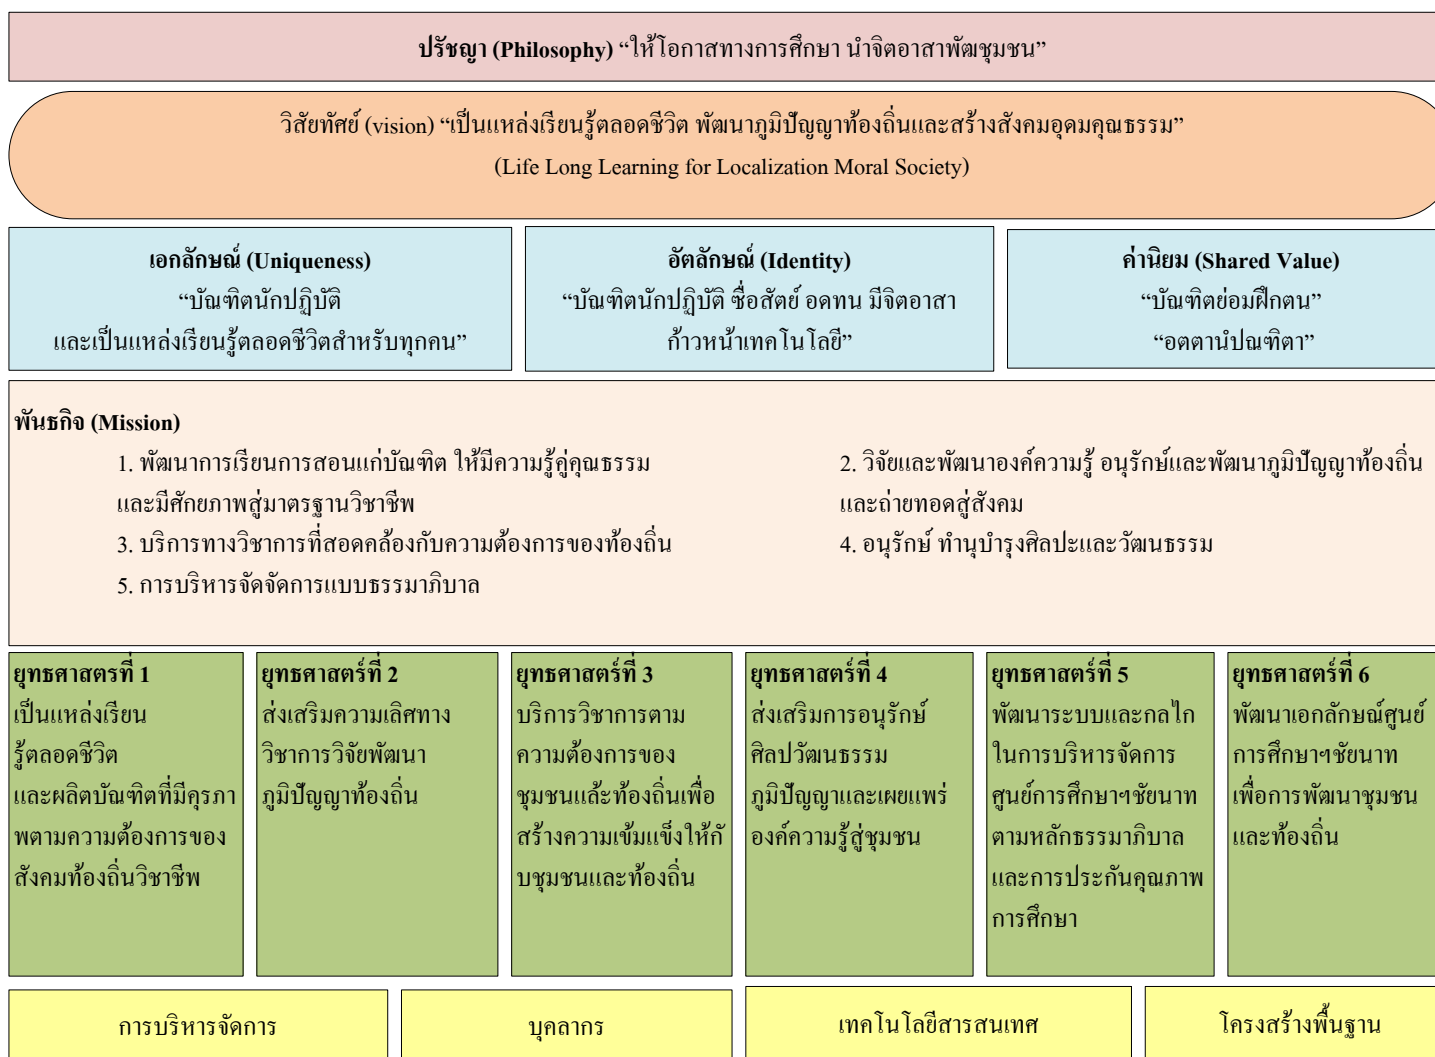 ปรัชญา (Philosophy) “ให้โอกาสทางการศึกษา นำจิตอาสาพัฒชุมชน”
วิสัยทัศย์ (vision) “เป็นแหล่งเรียนรู้ตลอดชีวิต พัฒนาภูมิปัญญาท้องถิ่นและสร้างสังคมอุดมคุณธรรม”
(Life Long Learning for Localization Moral Society)
เอกลักษณ์ (Uniqueness)
“บัณฑิตนักปฏิบัติ
และเป็นแหล่งเรียนรู้ตลอดชีวิตสำหรับทุกคน”
อัตลักษณ์ (Identity)
“บัณฑิตนักปฏิบัติ ซื่อสัตย์ อดทน มีจิตอาสา
ก้าวหน้าเทคโนโลยี”
ค่านิยม (Shared Value)
“บัณฑิตย่อมฝึกตน”
“อตตานํปณฑิตา”
พันธกิจ (Mission)
1. พัฒนาการเรียนการสอนแก่บัณฑิต ให้มีความรู้คู่คุณธรรม
และมีศักยภาพสู่มาตรฐานวิชาชีพ
2. วิจัยและพัฒนาองค์ความรู้ อนุรักษ์และพัฒนาภูมิปัญญาท้องถิ่น
และถ่ายทอดสู่สังคม
3. บริการทางวิชาการที่สอดคล้องกับความต้องการของท้องถิ่น
4. อนุรักษ์ ทำนุบำรุงศิลปะและวัฒนธรรม
5. การบริหารจัดจัดการแบบธรรมาภิบาล
ยุทธศาสตรที่ 1
เป็นแหล่งเรียน
รู้ตลอดชีวิต
และผลิตบัณฑิตที่มีคุรภา
พตามความต้องการของ
สังคมท้องถิ่นวิชาชีพ
ยุทธศาสตร์ที่ 2
ส่งเสริมความเลิศทาง
วิชาการวิจัยพัฒนา
ภูมิปัญญาท้องถิ่น
ยุทธศาสตร์ที่ 3
บริการวิชาการตาม
ความต้องการของ
ชุมชนแล้ะท้องถิ่นเพื่อ
สร้างความเข้มแข็งให้กั
บชุมชนและท้องถิ่น
ยุทธศาสตร์ที่ 4
ส่งเสริมการอนุรักษ์
ศิลปวัฒนธรรม
ภูมิปัญญาและเผยแพร่
องค์ความรู้สู่ชุมชน
ยุทธศาสตร์ที่ 5
พัฒนาระบบและกลไก
ในการบริหารจัดการ
ศูนย์การศึกษาฯชัยนาท
ตามหลักธรรมาภิบาล
และการประกันคุณภาพ
การศึกษา
ยุทธศาสตร์ที่ 6
พัฒนาเอกลักษณ์ศูนย์
การศึกษาฯชัยนาท
เพื่อการพัฒนาชุมชน
และท้องถิ่น
การบริหารจัดการ
บุคลากร
เทคโนโลยีสารสนเทศ
โครงสร้างพื้นฐาน